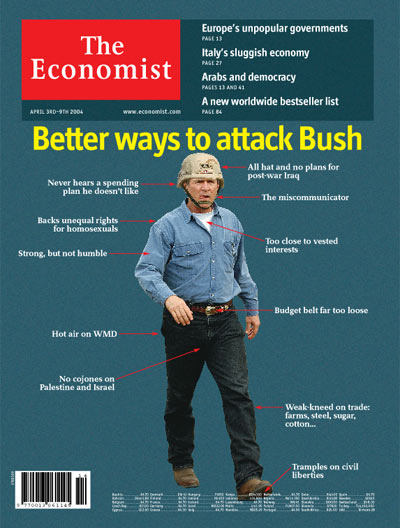 The
Economist
APRIL 3RD–9TH 2004
www.economist.com
Europe's unpopular governments
PAGE 13
Italy's sluggish economy
PAGE 27
Arabs and democracy
PAGES 13 AND 41
A new worldwide bestseller list
PAGE 84
Better ways to attack Bush
All hat and no plans for
post-war Iraq
Never hears a spending
plan he doesn't like
The miscommunicator
Backs unequal rights
for homosexuals
Too close to vested
interests
Strong, but not humble
Budget belt far too loose
Hot air on WMD
No cojones on
Palestine and Israel
Weak-kneed on trade:
farms, steel, sugar,
cotton...
Tramples on civil
liberties